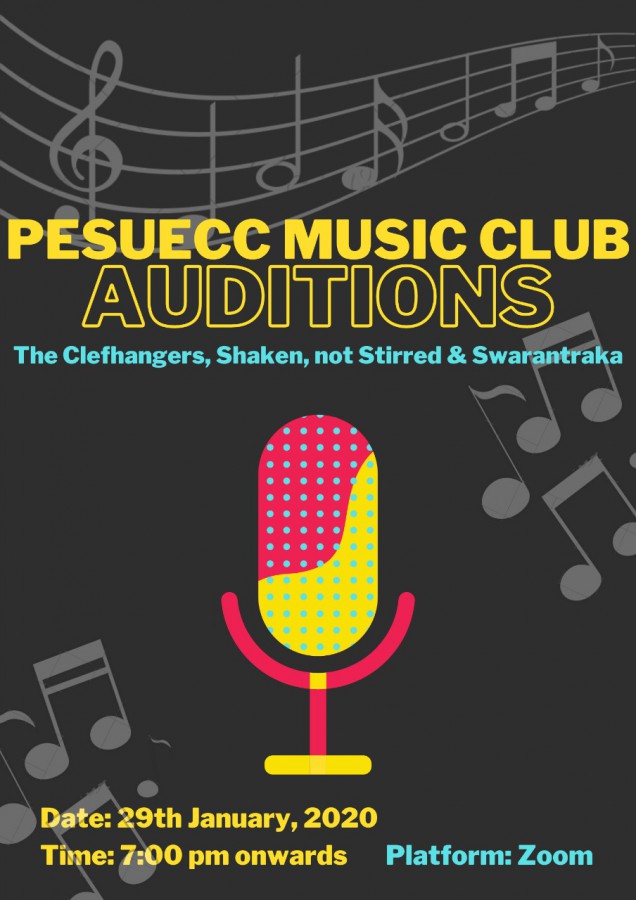 PESUECC MUSIC CLUB
AUDITIONS
The Clefhangers, Shaken, not Stirred & Swarantraka
Date: 29th January, 2020
Time: 7:00 pm onwards Platform: Zoom